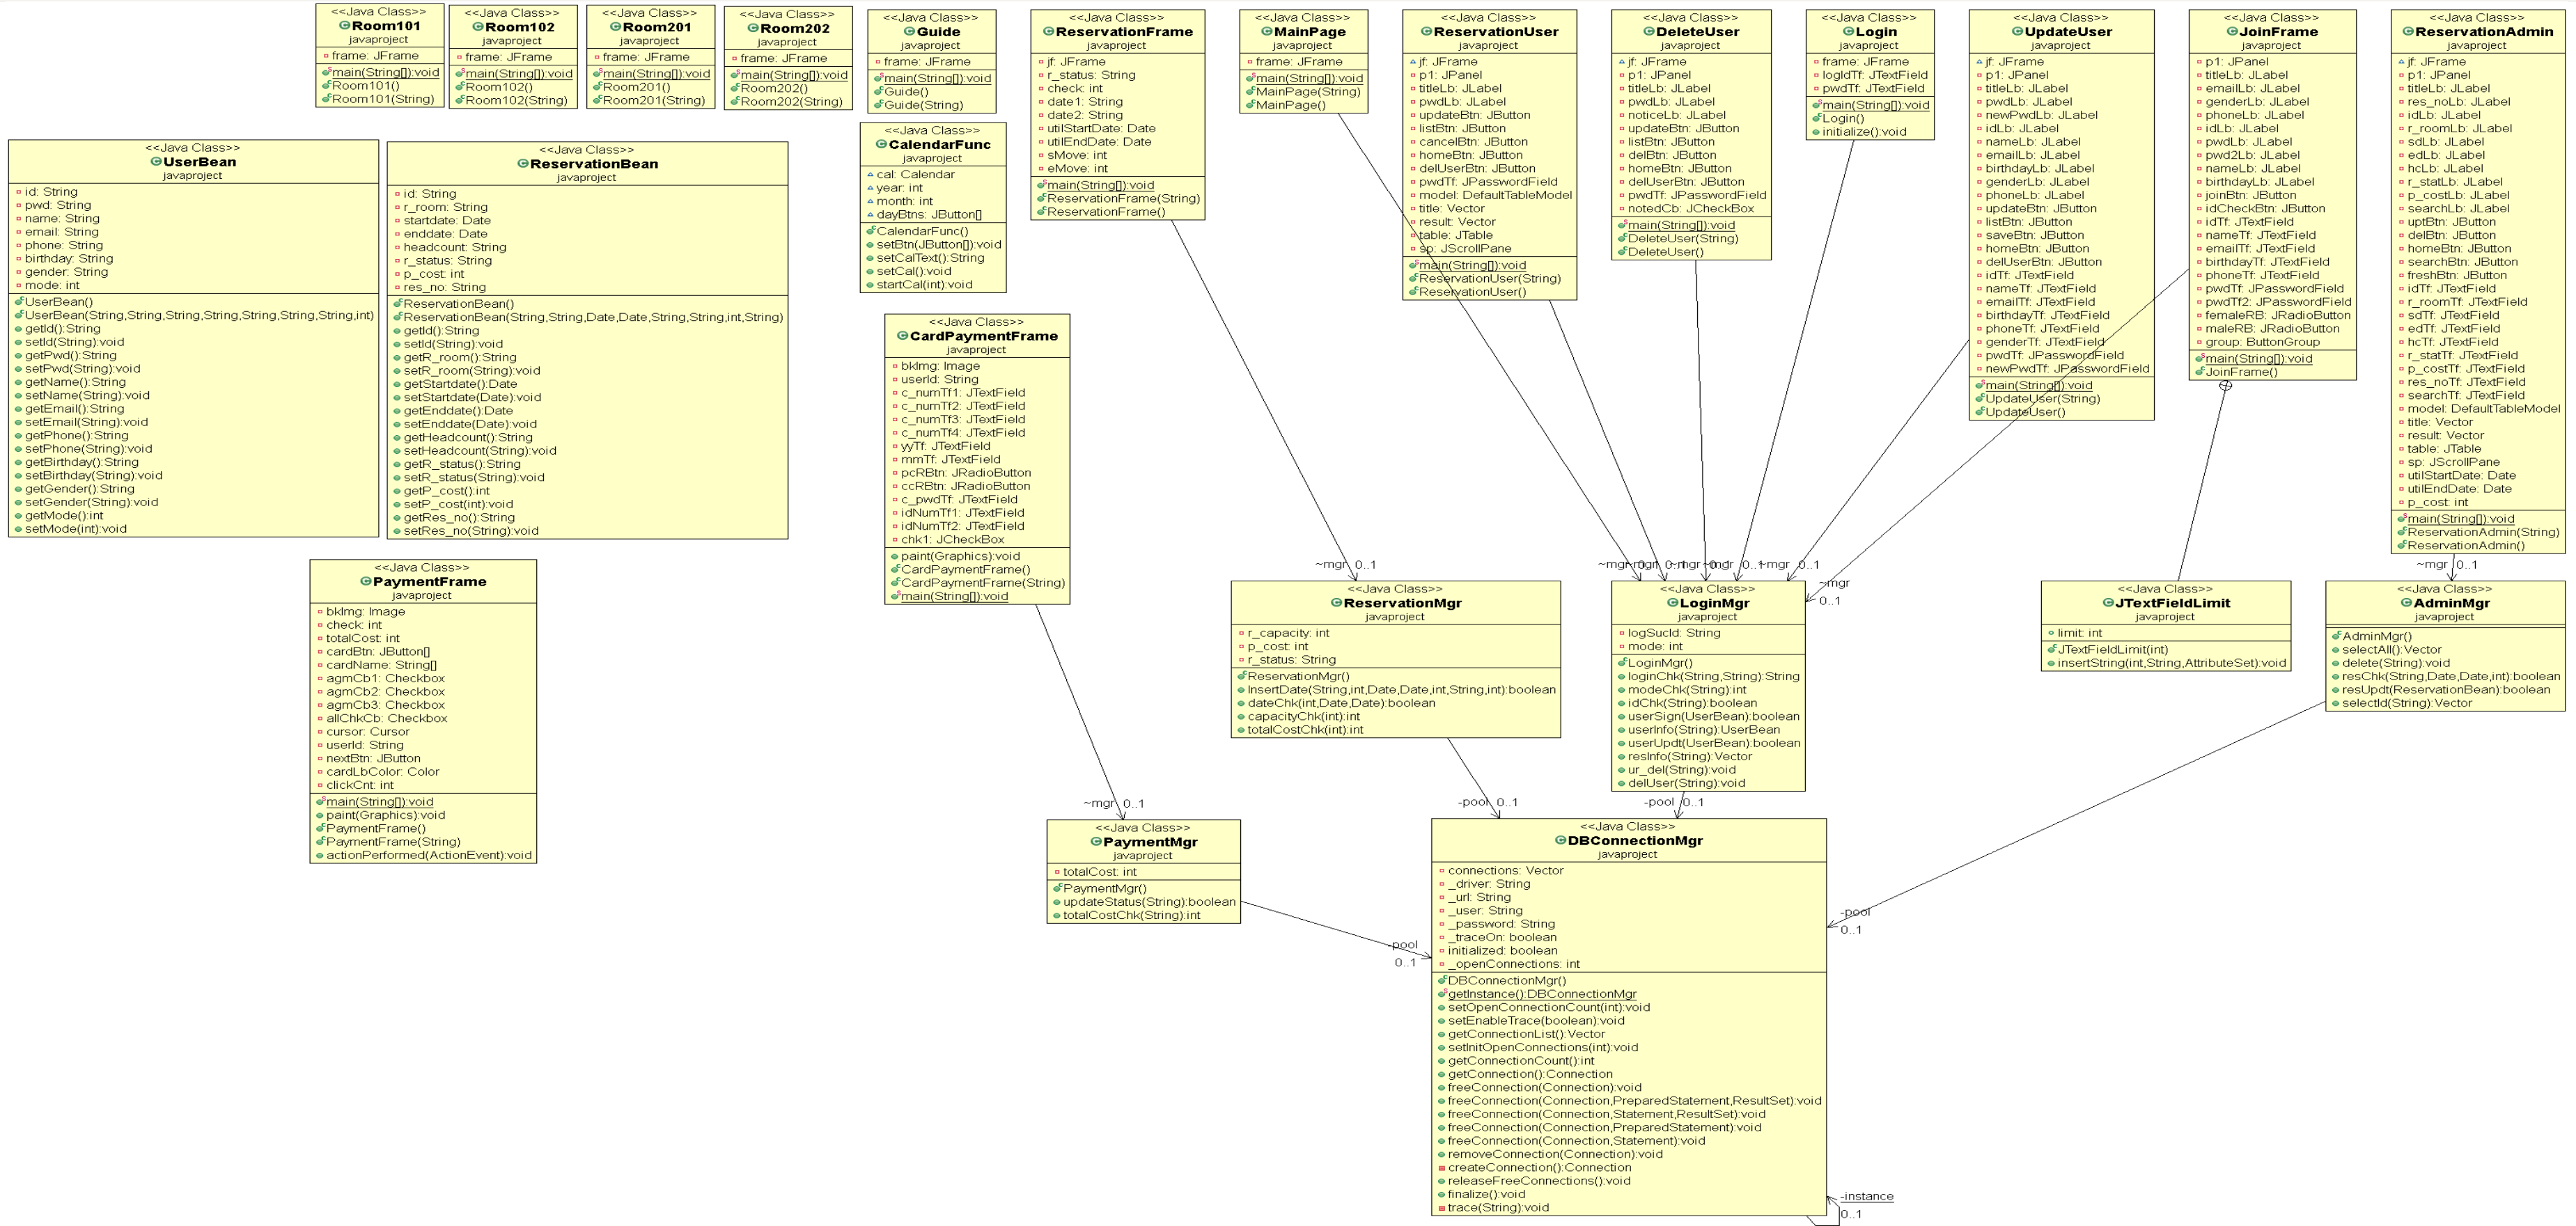 <<Java Class>>
Room101
javaproject
frame: JFrame
main(String[]):void
Room101()
Room101(String)
<<Java Class>>
Room102
javaproject
frame: JFrame
main(String[]):void
Room102()
Room102(String)
<<Java Class>>
Room201
javaproject
frame: JFrame
main(String[]):void
Room201()
Room201(String)
<<Java Class>>
Room202
javaproject
frame: JFrame
main(String[]):void
Room202()
Room202(String)
<<Java Class>>
Guide
javaproject
frame: JFrame
main(String[]):void
Guide()
Guide(String)
<<Java Class>>
ReservationFrame
javaproject
jf: JFrame
r_status: String
check: int
date1: String
date2: String
utilStartDate: Date
utilEndDate: Date
sMove: int
eMove: int
main(String[]):void
ReservationFrame(String)
ReservationFrame()
<<Java Class>>
MainPage
javaproject
frame: JFrame
main(String[]):void
MainPage(String)
MainPage()
<<Java Class>>
ReservationUser
javaproject
jf: JFrame
p1: JPanel
titleLb: JLabel
pwdLb: JLabel
updateBtn: JButton
listBtn: JButton
cancelBtn: JButton
homeBtn: JButton
delUserBtn: JButton
pwdTf: JPasswordField
model: DefaultTableModel
title: Vector
result: Vector
table: JTable
sp: JScrollPane
main(String[]):void
ReservationUser(String)
ReservationUser()
<<Java Class>>
DeleteUser
javaproject
jf: JFrame
p1: JPanel
titleLb: JLabel
pwdLb: JLabel
noticeLb: JLabel
updateBtn: JButton
listBtn: JButton
delBtn: JButton
homeBtn: JButton
delUserBtn: JButton
pwdTf: JPasswordField
notedCb: JCheckBox
main(String[]):void
DeleteUser(String)
DeleteUser()
<<Java Class>>
Login
javaproject
frame: JFrame
logIdTf: JTextField
pwdTf: JTextField
main(String[]):void
Login()
initialize():void
<<Java Class>>
UpdateUser
javaproject
jf: JFrame
p1: JPanel
titleLb: JLabel
pwdLb: JLabel
newPwdLb: JLabel
idLb: JLabel
nameLb: JLabel
emailLb: JLabel
birthdayLb: JLabel
genderLb: JLabel
phoneLb: JLabel
updateBtn: JButton
listBtn: JButton
saveBtn: JButton
homeBtn: JButton
delUserBtn: JButton
idTf: JTextField
nameTf: JTextField
emailTf: JTextField
birthdayTf: JTextField
phoneTf: JTextField
genderTf: JTextField
pwdTf: JPasswordField
newPwdTf: JPasswordField
main(String[]):void
UpdateUser(String)
UpdateUser()
<<Java Class>>
JoinFrame
javaproject
p1: JPanel
titleLb: JLabel
emailLb: JLabel
genderLb: JLabel
phoneLb: JLabel
idLb: JLabel
pwdLb: JLabel
pwd2Lb: JLabel
nameLb: JLabel
birthdayLb: JLabel
joinBtn: JButton
idCheckBtn: JButton
idTf: JTextField
nameTf: JTextField
emailTf: JTextField
birthdayTf: JTextField
phoneTf: JTextField
pwdTf: JPasswordField
pwdTf2: JPasswordField
femaleRB: JRadioButton
maleRB: JRadioButton
group: ButtonGroup
main(String[]):void
JoinFrame()
<<Java Class>>
ReservationAdmin
javaproject
jf: JFrame
p1: JPanel
titleLb: JLabel
res_noLb: JLabel
idLb: JLabel
r_roomLb: JLabel
sdLb: JLabel
edLb: JLabel
hcLb: JLabel
r_statLb: JLabel
p_costLb: JLabel
searchLb: JLabel
uptBtn: JButton
delBtn: JButton
homeBtn: JButton
searchBtn: JButton
freshBtn: JButton
idTf: JTextField
r_roomTf: JTextField
sdTf: JTextField
edTf: JTextField
hcTf: JTextField
r_statTf: JTextField
p_costTf: JTextField
res_noTf: JTextField
searchTf: JTextField
model: DefaultTableModel
title: Vector
result: Vector
table: JTable
sp: JScrollPane
utilStartDate: Date
utilEndDate: Date
p_cost: int
main(String[]):void
ReservationAdmin(String)
ReservationAdmin()
<<Java Class>>
UserBean
javaproject
id: String
pwd: String
name: String
email: String
phone: String
birthday: String
gender: String
mode: int
UserBean()
UserBean(String,String,String,String,String,String,String,int)
getId():String
setId(String):void
getPwd():String
setPwd(String):void
getName():String
setName(String):void
getEmail():String
setEmail(String):void
getPhone():String
setPhone(String):void
getBirthday():String
setBirthday(String):void
getGender():String
setGender(String):void
getMode():int
setMode(int):void
<<Java Class>>
ReservationBean
javaproject
id: String
r_room: String
startdate: Date
enddate: Date
headcount: String
r_status: String
p_cost: int
res_no: String
ReservationBean()
ReservationBean(String,String,Date,Date,String,String,int,String)
getId():String
setId(String):void
getR_room():String
setR_room(String):void
getStartdate():Date
setStartdate(Date):void
getEnddate():Date
setEnddate(Date):void
getHeadcount():String
setHeadcount(String):void
getR_status():String
setR_status(String):void
getP_cost():int
setP_cost(int):void
getRes_no():String
setRes_no(String):void
<<Java Class>>
CalendarFunc
javaproject
cal: Calendar
year: int
month: int
dayBtns: JButton[]
CalendarFunc()
setBtn(JButton[]):void
setCalText():String
setCal():void
startCal(int):void
<<Java Class>>
CardPaymentFrame
javaproject
bkImg: Image
userId: String
c_numTf1: JTextField
c_numTf2: JTextField
c_numTf3: JTextField
c_numTf4: JTextField
yyTf: JTextField
mmTf: JTextField
pcRBtn: JRadioButton
ccRBtn: JRadioButton
c_pwdTf: JTextField
idNumTf1: JTextField
idNumTf2: JTextField
chk1: JCheckBox
paint(Graphics):void
CardPaymentFrame()
CardPaymentFrame(String)
main(String[]):void
<<Java Class>>
PaymentFrame
javaproject
bkImg: Image
check: int
totalCost: int
cardBtn: JButton[]
cardName: String[]
agmCb1: Checkbox
agmCb2: Checkbox
agmCb3: Checkbox
allChkCb: Checkbox
cursor: Cursor
userId: String
nextBtn: JButton
cardLbColor: Color
clickCnt: int
main(String[]):void
paint(Graphics):void
PaymentFrame()
PaymentFrame(String)
actionPerformed(ActionEvent):void
~mgr 0..1
<<Java Class>>
ReservationMgr
javaproject
r_capacity: int
p_cost: int
r_status: String
ReservationMgr()
InsertDate(String,int,Date,Date,int,String,int):boolean
dateChk(int,Date,Date):boolean
capacityChk(int):int
totalCostChk(int):int
~mgr
~mgr 0..1
~mgr 0..1
~mgr
0..1
<<Java Class>>
LoginMgr
javaproject
logSucId: String
mode: int
LoginMgr()
loginChk(String,String):String
modeChk(String):int
idChk(String):boolean
userSign(UserBean):boolean
userInfo(String):UserBean
userUpdt(UserBean):boolean
resInfo(String):Vector
ur_del(String):void
delUser(String):void
<<Java Class>>
JTextFieldLimit
javaproject
limit: int
JTextFieldLimit(int)
insertString(int,String,AttributeSet):void
~mgr 0..1
<<Java Class>>
AdminMgr
javaproject
AdminMgr()
selectAll():Vector
delete(String):void
resChk(String,Date,Date,int):boolean
resUpdt(ReservationBean):boolean
selectId(String):Vector
~mgr 0..1
<<Java Class>>
PaymentMgr
javaproject
totalCost: int
PaymentMgr()
updateStatus(String):boolean
totalCostChk(String):int
-pool 0..1
-pool 0..1
-pool
0..1
-pool
0..1
<<Java Class>>
DBConnectionMgr
javaproject
connections: Vector
_driver: String
_url: String
_user: String
_password: String
_traceOn: boolean
initialized: boolean
_openConnections: int
DBConnectionMgr()
getInstance():DBConnectionMgr
setOpenConnectionCount(int):void
setEnableTrace(boolean):void
getConnectionList():Vector
setInitOpenConnections(int):void
getConnectionCount():int
getConnection():Connection
freeConnection(Connection):void
freeConnection(Connection,PreparedStatement,ResultSet):void
freeConnection(Connection,Statement,ResultSet):void
freeConnection(Connection,PreparedStatement):void
freeConnection(Connection,Statement):void
removeConnection(Connection):void
createConnection():Connection
releaseFreeConnections():void
finalize():void
trace(String):void
-instance
0..1